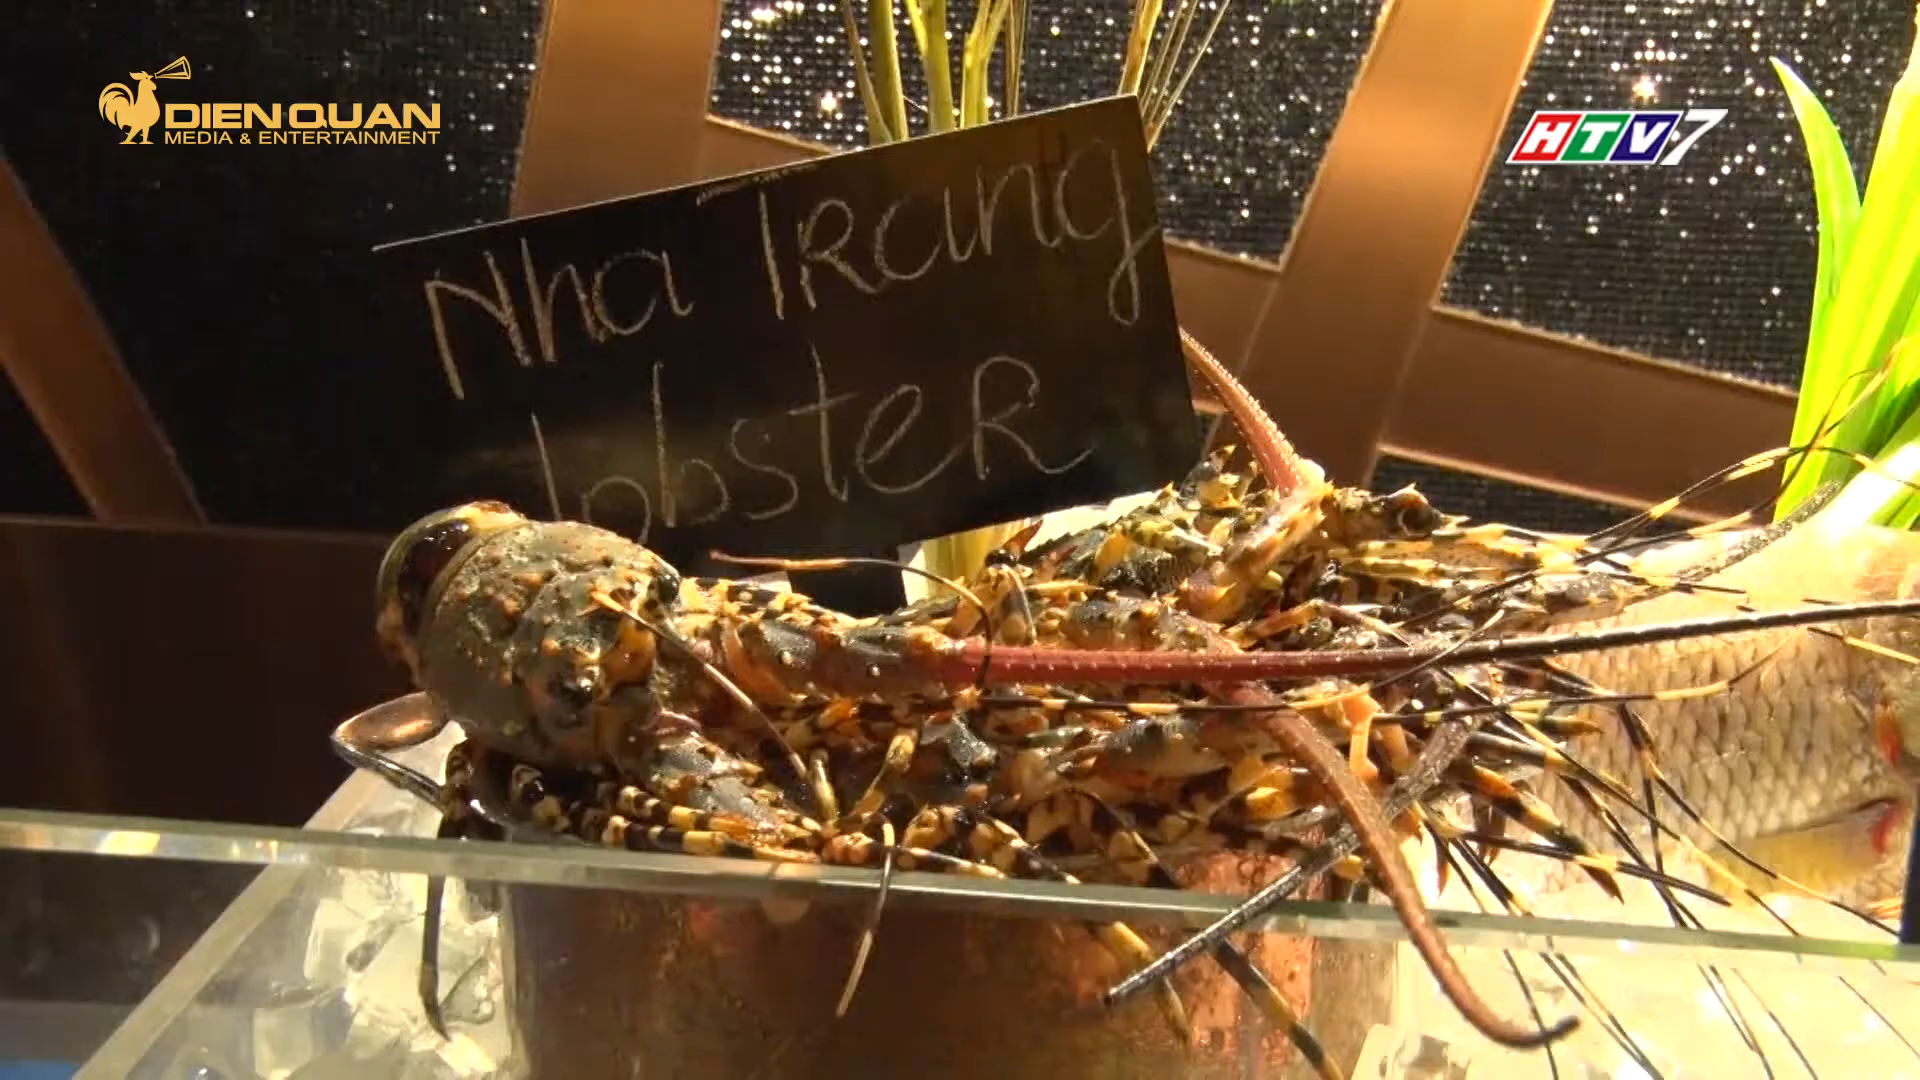 DIEN QUAN
MEDIA & ENTERTAINMENT
HTV7
Nha TRang
lobsteR